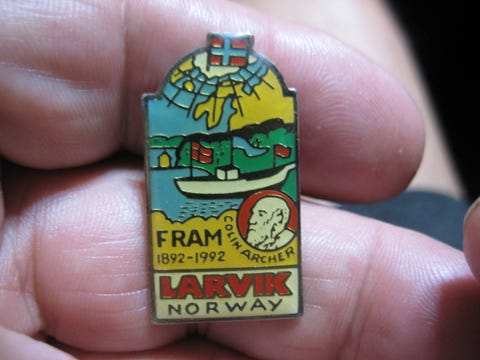 FRAM
1892-1992
COLIN ARCHER
LARVIK
NORWAY